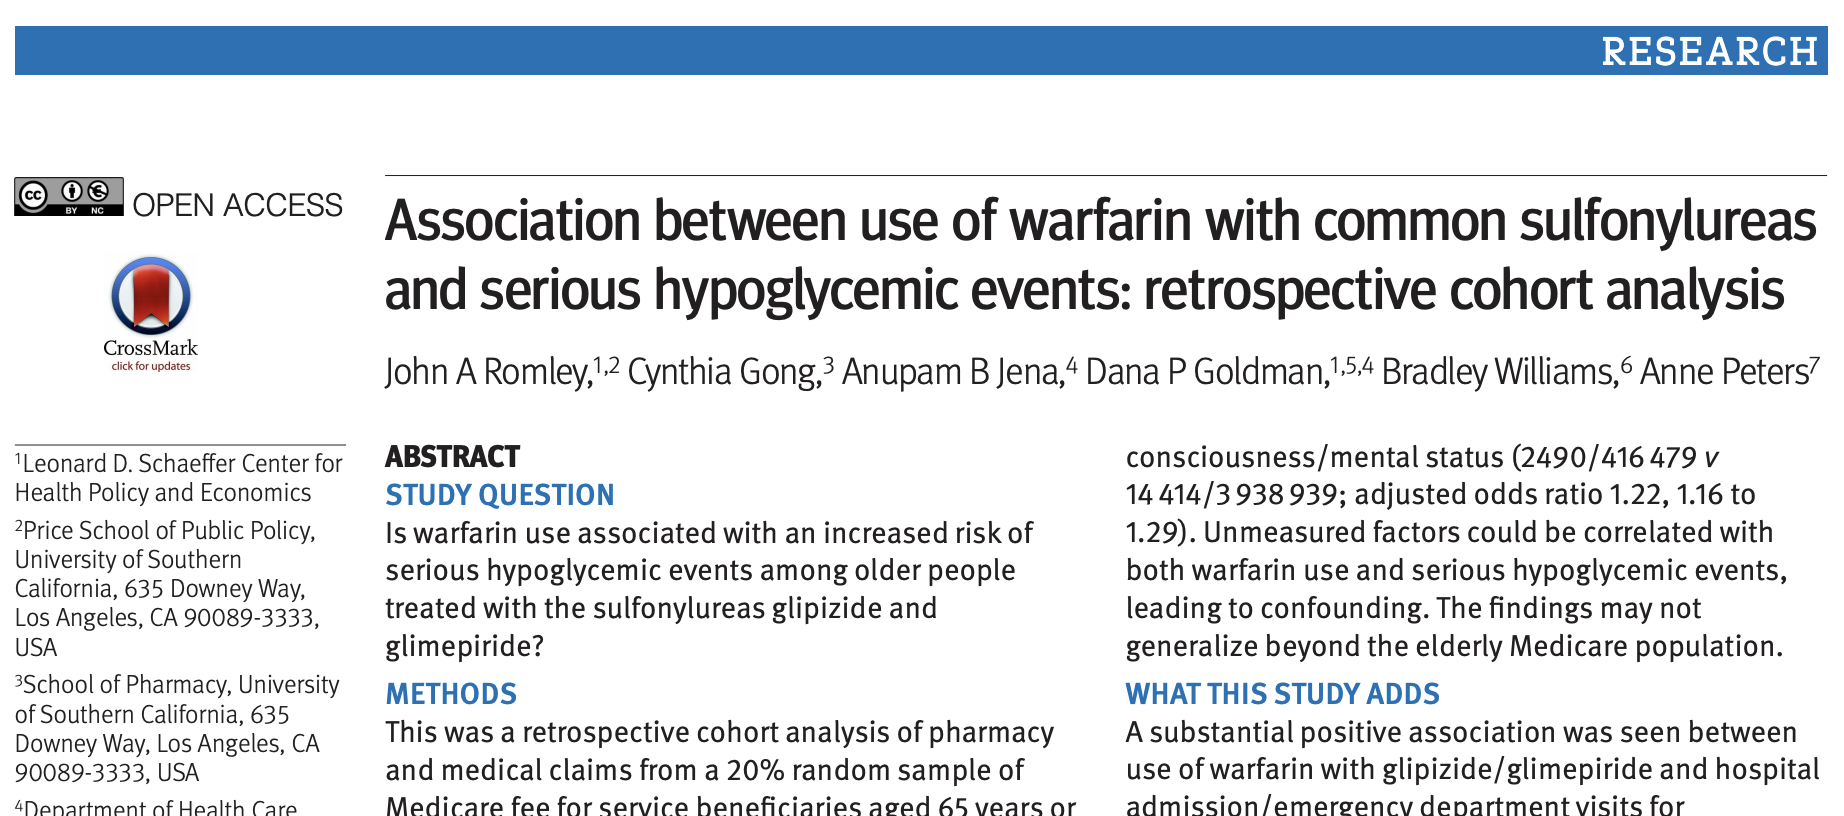 RESEARCH
cc BY NC OPEN ACCESS
CrossMark
click for updates
Association between use of warfarin with common sulfonylureas
and serious hypoglycemic events: retrospective cohort analysis
John A Romley,1,2 Cynthia Gong,3 Anupam B Jena,4 Dana P Goldman,1,5,4 Bradley Williams,6 Anne Peters7
1Leonard D. Schaeffer Center for
Health Policy and Economics
2Price School of Public Policy,
University of Southern
California, 635 Downey Way,
Los Angeles, CA 90089-3333,
USA
3School of Pharmacy, University
of Southern California, 635
Downey Way, Los Angeles, CA
90089-3333, USA
4Department of Health Care
ABSTRACT
STUDY QUESTION
Is warfarin use associated with an increased risk of
serious hypoglycemic events among older people
treated with the sulfonylureas glipizide and
glimepiride?
METHODS
This was a retrospective cohort analysis of pharmacy
and medical claims from a 20% random sample of
Medicare fee for service beneficiaries aged 65 years or
consciousness/mental status (2490/416 479 v
14 414/3 938 939; adjusted odds ratio 1.22, 1.16 to
1.29). Unmeasured factors could be correlated with
both warfarin use and serious hypoglycemic events,
leading to confounding. The findings may not
generalize beyond the elderly Medicare population.
WHAT THIS STUDY ADDS
A substantial positive association was seen between
use of warfarin with glipizide/glimepiride and hospital
admission/emergency department visits for